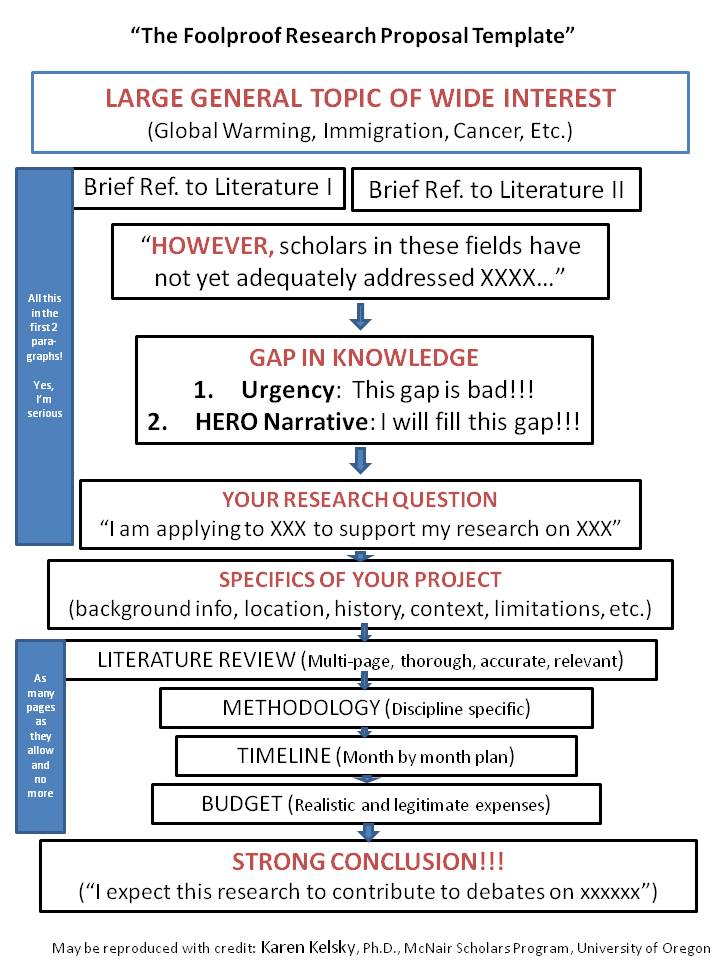 “The Foolproof Research Proposal Template”
LARGE GENERAL TOPIC OF WIDE INTEREST
(Global Warming, Immigration, Cancer, Etc.)
Brief Ref. to Literature I
Brief Ref. to Literature II
“HOWEVER, scholars in these fields have
not yet adequately addressed XXXX…”
All this
in the
first 2
para-
graphs!
Yes,
I’m
serious
GAP IN KNOWLEDGE
1. Urgency: This gap is bad!!!
2. HERO Narrative: I will fill this gap!!!
YOUR RESEARCH QUESTION
“I am applying to XXX to support my research on XXX”
SPECIFICS OF YOUR PROJECT
(background info, location, history, context, limitations, etc.)
LITERATURE REVIEW (Multi-page, thorough, accurate, relevant)
As
many
pages
as
they
allow
and
no
more
METHODOLOGY (Discipline specific)
TIMELINE (Month by month plan)
BUDGET (Realistic and legitimate expenses)
STRONG CONCLUSION!!!
(“I expect this research to contribute to debates on xxxxxx”)
May be reproduced with credit: Karen Kelsky, Ph.D., McNair Scholars Program, University of Oregon